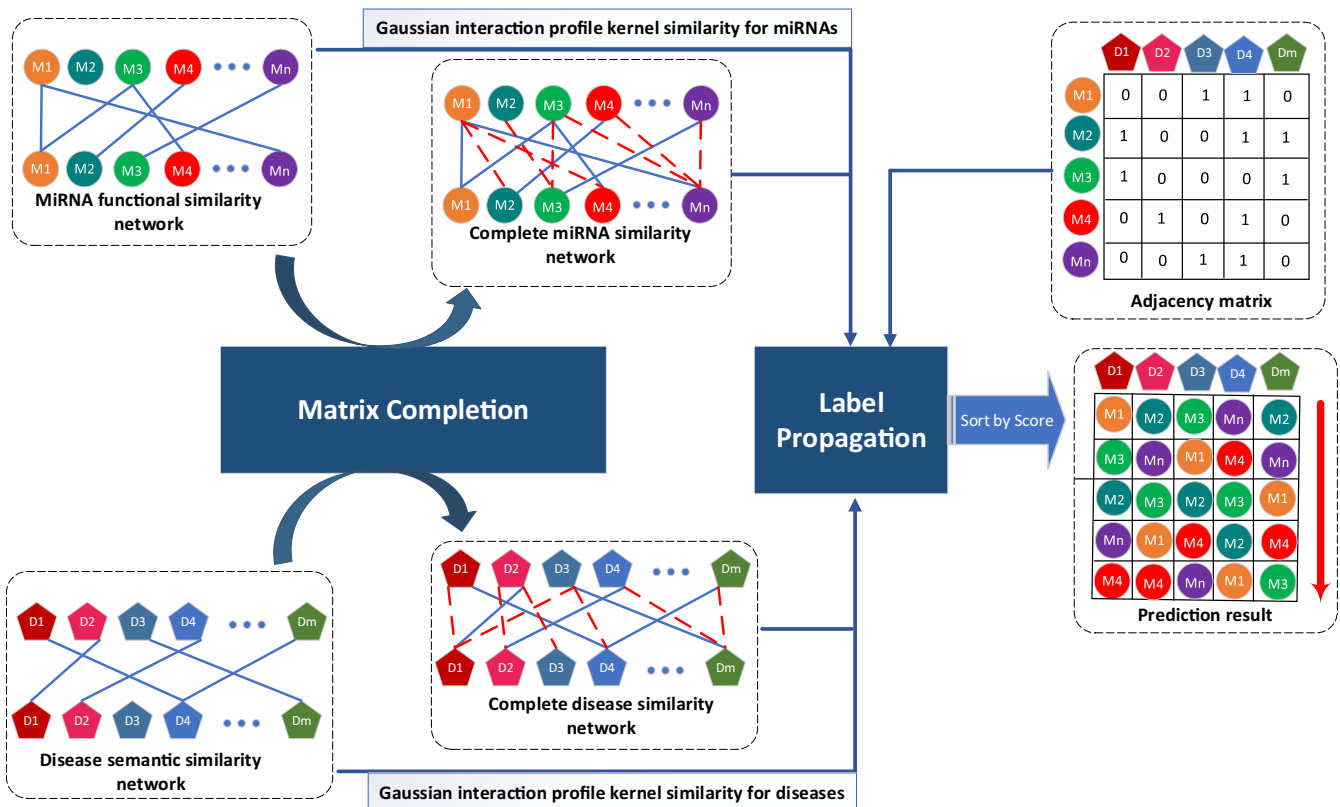 Gaussian interaction profile kernel similarity for miRNAs
M1 M2 M3 M4 Mn
M1 M2 M3 M4 Mn
MiRNA functional similarity
network
M1 M2 M3 M4 Mn
M1 M2 M3 M4 Mn
Complete miRNA similarity
network
D1 D2 D3 D4 Dm
M1 0 0 1 1 0
M2 1 0 0 1 1
M3 1 0 0 0 1
M4 0 1 0 1 0
Mn 0 0 1 1 0
Adjacency matrix
Matrix Completion
Label
Propagation
Sort by Score
D1 D2 D3 D4 Dm
M1 M2 M3 Mn M2
M3 Mn M1 M4 Mn
M2 M3 M2 M3 M1
Mn M1 M4 M2 M4
M4 M4 Mn M1 M3
Prediction result
D1 D2 D3 D4 Dm
D1 D2 D3 D4 Dm
Disease semantic similarity
network
D1 D2 D3 D4 Dm
D1 D2 D3 D4 Dm
Complete disease similarity
network
Gaussian interaction profile kernel similarity for diseases